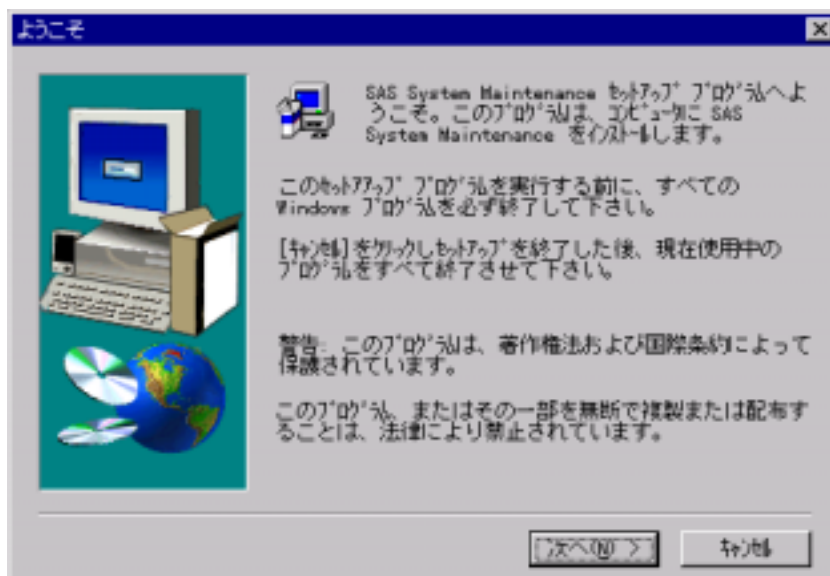 ようこそ
SAS System Maintenance ｾｯﾄｱｯﾌﾟ ﾌﾟﾛｸﾞﾗﾑへよ
うこそ。このﾌﾟﾛｸﾞﾗﾑは、ｺﾝﾋﾟｭｰﾀに SAS
System Maintenance をｲﾝｽﾄｰﾙします。
このｾｯﾄｱｱｯﾌﾟ ﾌﾟﾛｸﾞﾗﾑを実行する前に、すべての
Windows ﾌﾟﾛｸﾞﾗﾑを必ず終了して下さい。
[ｷｬﾝｾﾙ]をｸﾘｯｸしｾｯﾄｱｯﾌﾟを終了した後、現在使用中の
ﾌﾟﾛｸﾞﾗﾑをすべて終了させて下さい。
警告: このﾌﾟﾛｸﾞﾗﾑは、著作権法および国際条約によって
保護されています。
このﾌﾟﾛｸﾞﾗﾑ、またはその一部を無断で複製または配布す
ることは、法律により禁止されています。
次へ(N) >
ｷｬﾝｾﾙ